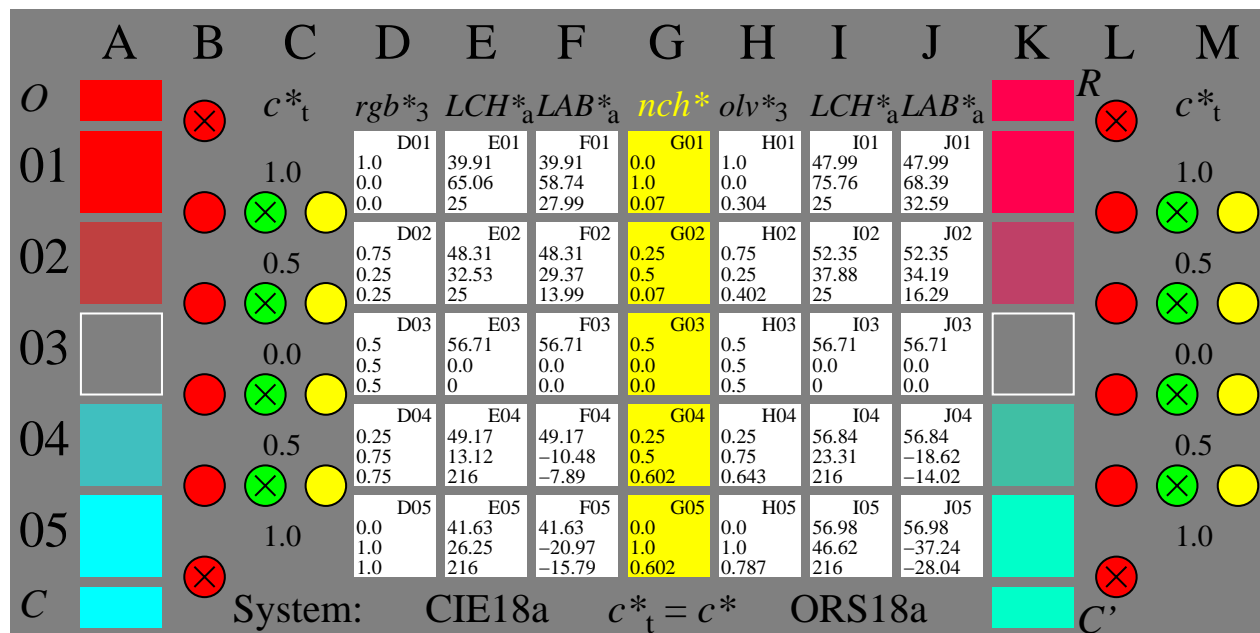 A B C D E F G H I J K L M
O c*t rgb*3 LCH*a LAB*a nch* olv*3 LCH*a LAB*a R c*t
01 1.0 D01 E01 F01 G01 H01 I01 J01 1.0
1.0 39.91 39.91 0.0 1.0 47.99 47.99
0.0 65.06 58.74 1.0 0.0 75.76 68.39
0.0 25 27.99 0.07 0.304 25 32.59
02 0.5 D02 E02 F02 G02 H02 I02 J02 0.5
0.75 48.31 48.31 0.25 0.75 52.35 52.35
0.25 32.53 29.37 0.5 0.25 37.88 34.19
0.25 25 13.99 0.07 0.402 25 16.29
03 0.0 D03 E03 F03 G03 H03 I03 J03 0.0
0.5 56.71 56.71 0.5 0.5 56.71 56.71
0.5 0.0 0.0 0.0 0.5 0.0 0.0
0.5 0 0.0 0.0 0.5 0 0.0
04 0.5 D04 E04 F04 G04 H04 I04 J04 0.5
0.25 49.17 49.17 0.25 0.25 56.84 56.84
0.75 13.12 −10.48 0.5 0.75 23.31 −18.62
0.75 216 −7.89 0.602 0.643 216 −14.02
05 1.0 D05 E05 F05 G05 H05 I05 J05 1.0
0.0 41.63 41.63 0.0 0.0 56.98 56.98
1.0 26.25 −20.97 1.0 1.0 46.62 −37.24
1.0 216 −15.79 0.602 0.787 216 −28.04
C System: CIE18a c*t = c* ORS18a C'